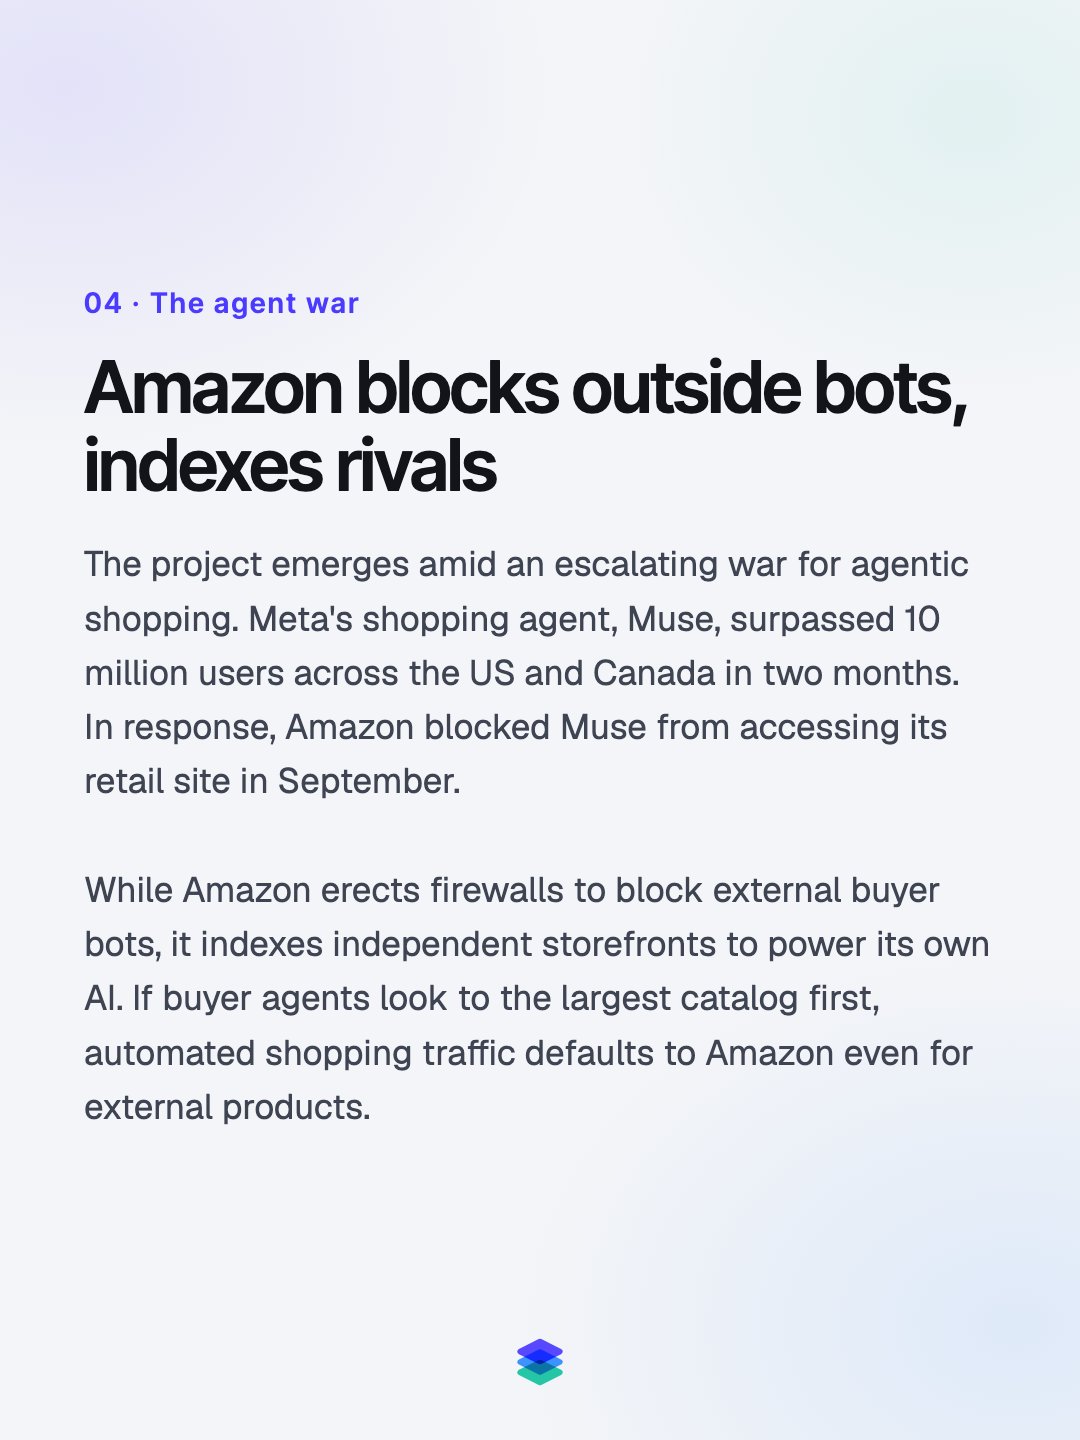 04 · The agent war
Amazon blocks outside bots,
indexes rivals
The project emerges amid an escalating war for agentic
shopping. Meta's shopping agent, Muse, surpassed 10
million users across the US and Canada in two months.
In response, Amazon blocked Muse from accessing its
retail site in September.
While Amazon erects firewalls to block external buyer
bots, it indexes independent storefronts to power its own
AI. If buyer agents look to the largest catalog first,
automated shopping traffic defaults to Amazon even for
external products.